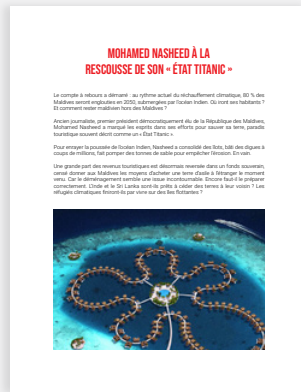 MOHAMED NASHEED À LA
RESCOUSSE DE SON « ÉTAT TITANIC »
Le compte à rebours a démarré : au rythme actuel du réchauffement climatique, 80 % des
Maldives seront englouties en 2050, submergées par l'océan Indien. Où iront ses habitants ?
Et comment rester maldivien hors des Maldives ?
Ancien journaliste, premier président démocratiquement élu de la République des Maldives,
Mohamed Nasheed a marqué les esprits dans ses efforts pour sauver sa terre, paradis
touristique souvent décrit comme un « État Titanic ».
Pour enrayer la poussée de l'océan Indien, Nasheed a consolidé des îlots, bâti des digues à
coups de millions, fait pomper des tonnes de sable pour empêcher l'érosion. En vain.
Une grande part des revenus touristiques est désormais reversée dans un fonds souverain,
censé donner aux Maldives les moyens d'acheter une terre d'asile à l'étranger le moment
venu. Car le déménagement semble une issue incontournable. Encore faut-il le préparer
correctement. L'Inde et le Sri Lanka sont-ils prêts à céder des terres à leur voisin ? Les
réfugiés climatiques finiront-ils par vivre sur des îles flottantes ?